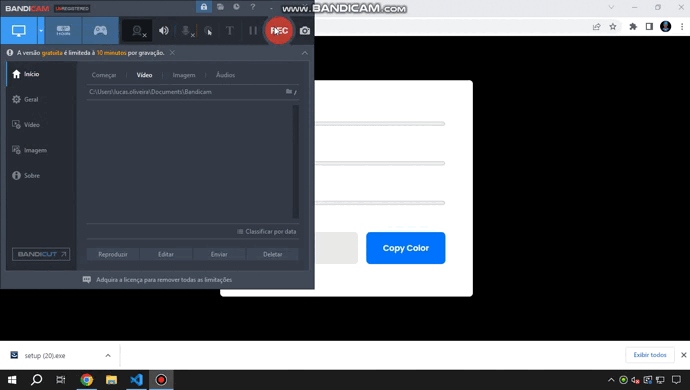 BANDICAM UNREGISTERED
www.BANDICAM.com
REC
A versão gratuita é limiteda à 10 minutos por gravação.
Início
Geral
Vídeo
Imagem
Sobre
BANDICUT
Começar
Vídeo
Imagem
Áudios
C:\Users\lucas.oliveira\Documents\Bandicam
Classificar por data
Reproduzir
Editar
Enviar
Deletar
Adquira a licença para remover todas as limitações
Copy Color
setup (20).exe
Exibir todos